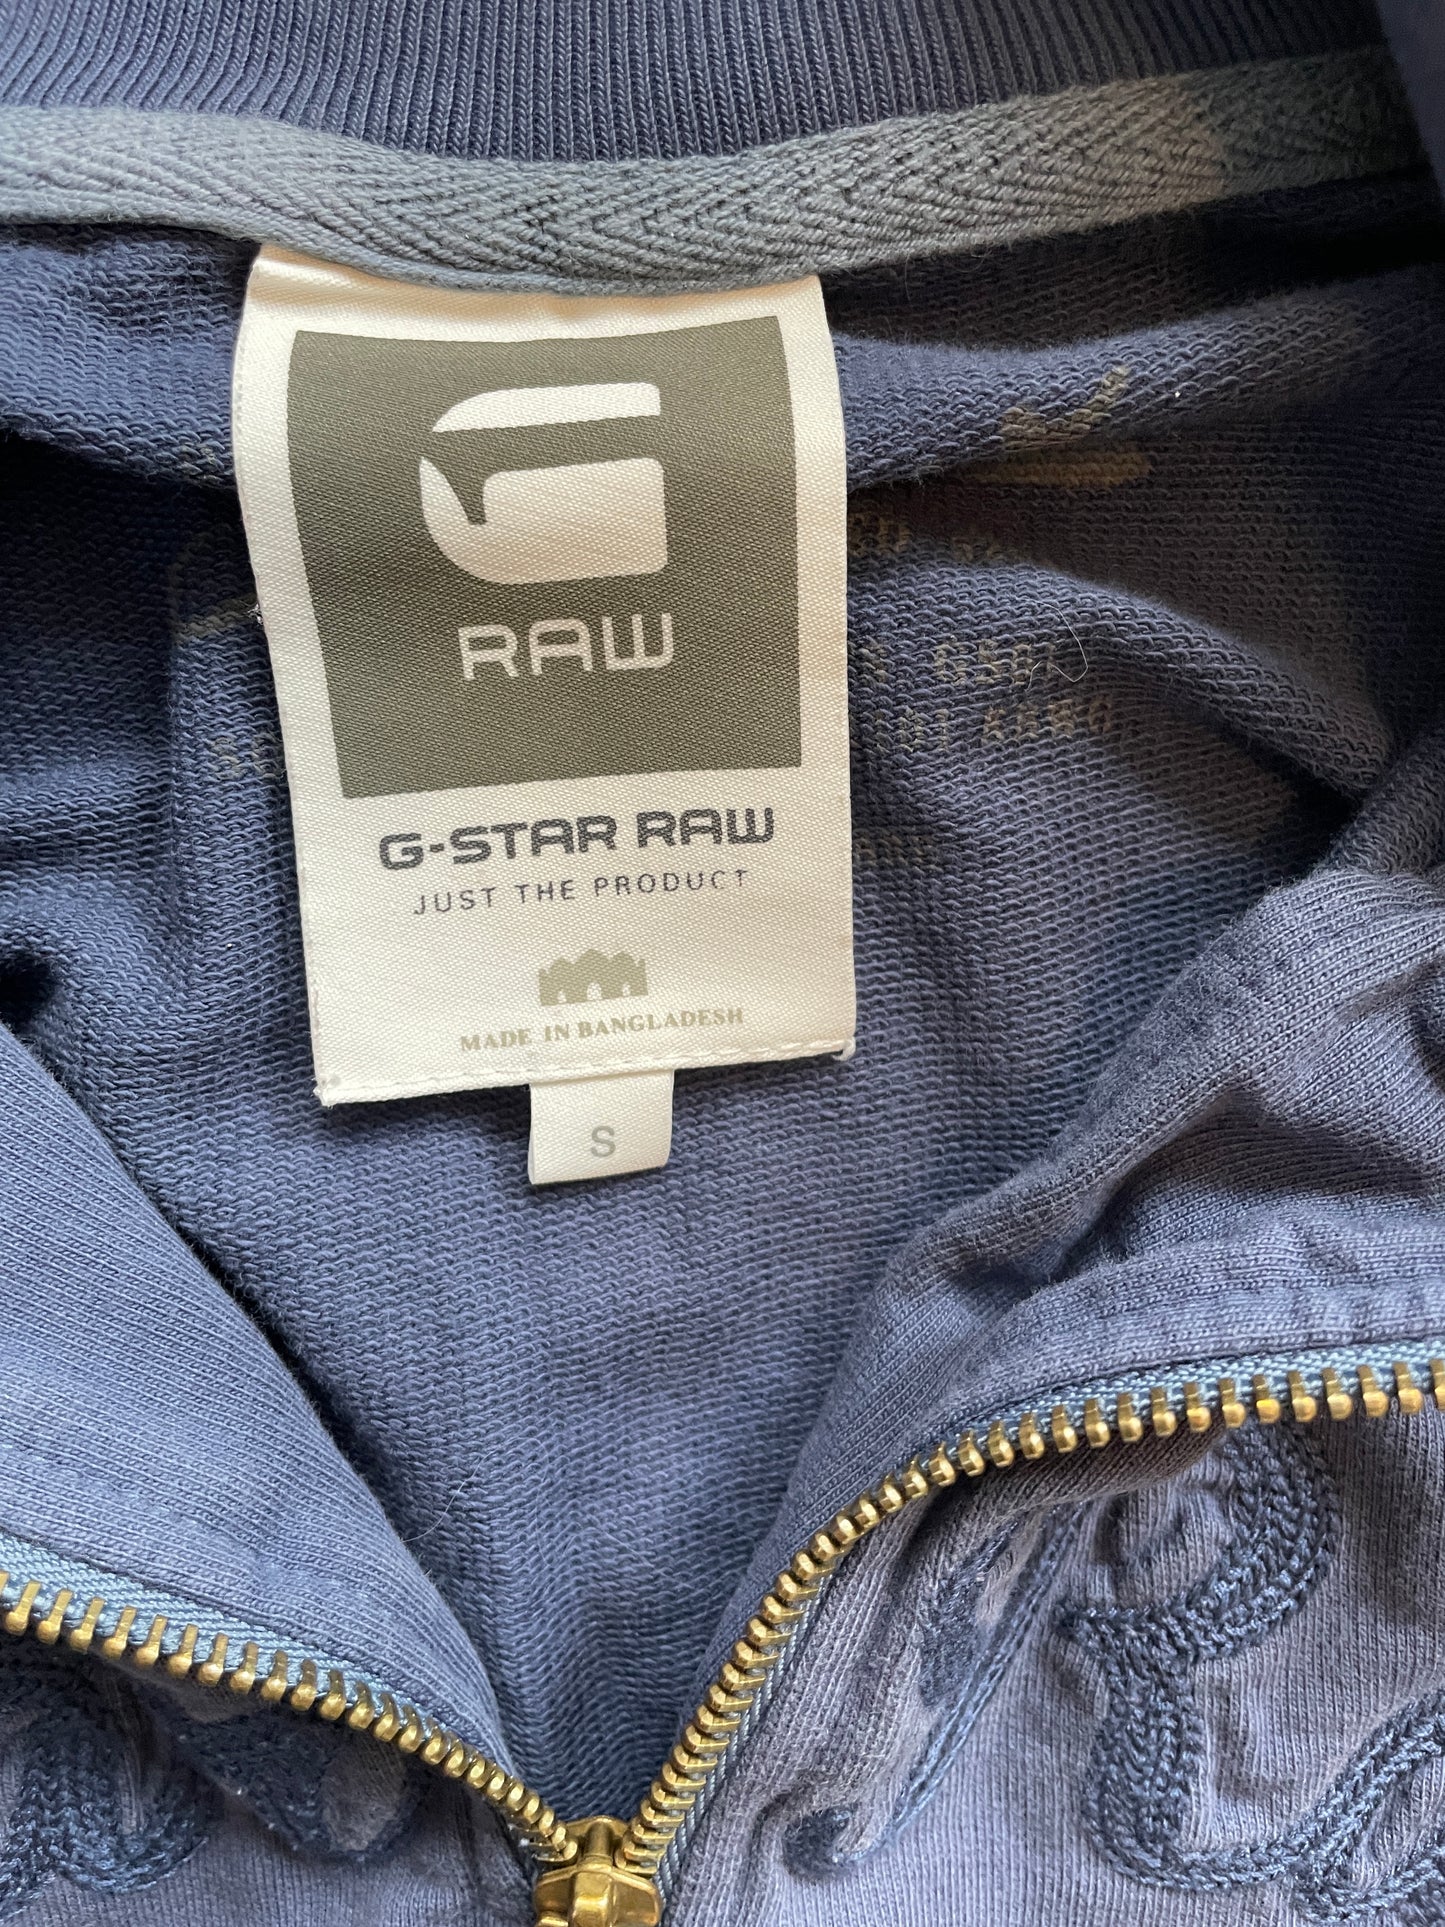 RAW
G-STAR RAW
JUST THE PRODUCT
MADE IN BANGLADESH
S